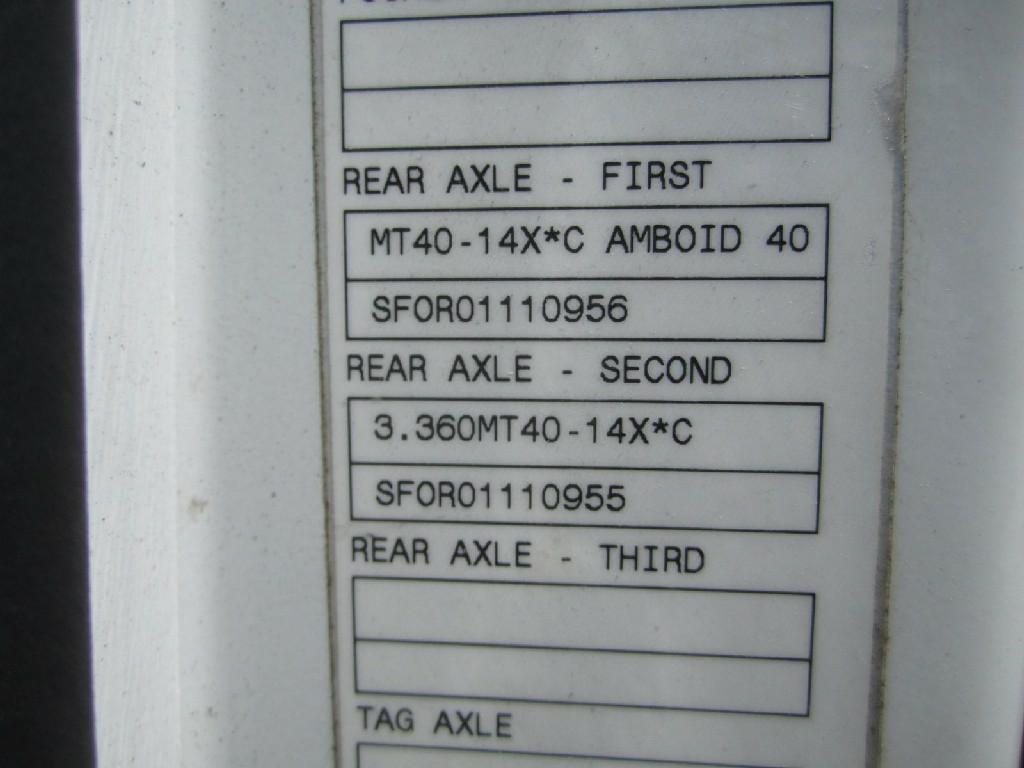 REAR AXLE - FIRST
MT40-14X*C AMBOID 40
SFOR01110956
REAR AXLE - SECOND
3.360MT40-14X*C
SFOR01110955
REAR AXLE - THIRD
TAG AXLE